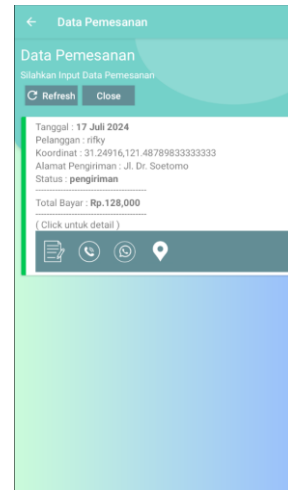 Data Pemesanan
Data Pemesanan
Silahkan Input Data Pemesanan
Refresh Close
Tanggal : 17 Juli 2024
Pelanggan : rifky
Koordinat : 31.24916,121.48789833333333
Alamat Pengiriman : Jl. Dr. Soetomo
Status : pengiriman
------------------------------------
Total Bayar : Rp.128,000
------------------------------------
( Click untuk detail )